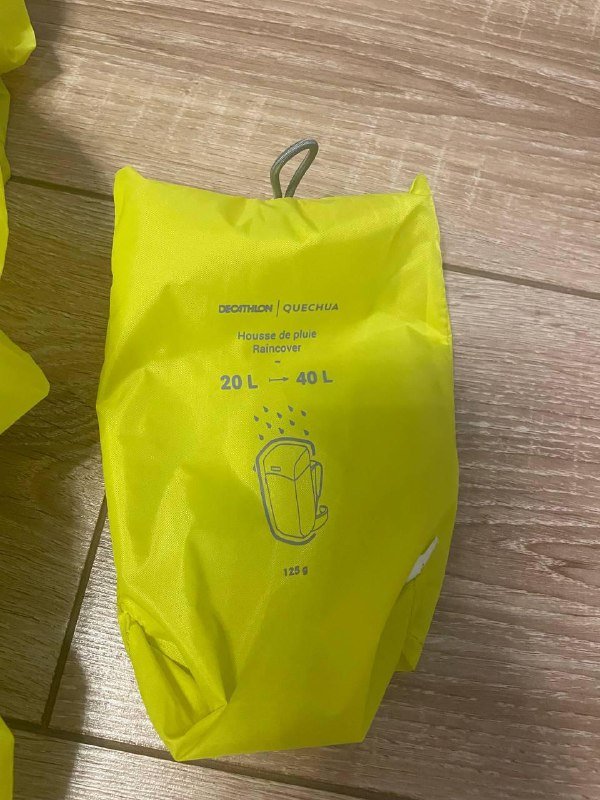 DECATHLON | QUECHUA
Housse de pluie
Raincover
-
20 L → 40 L
125 g